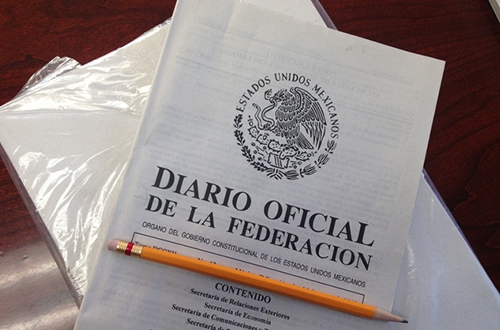 ESTADOS UNIDOS MEXICANOS
DIARIO OFICIAL
DE LA FEDERACION
ORGANO DEL GOBIERNO CONSTITUCIONAL DE LOS ESTADOS UNIDOS MEXICANOS
CONTENIDO
Secretaría de Relaciones Exteriores
Secretaría de Economía
Secretaría de Comunicaciones y